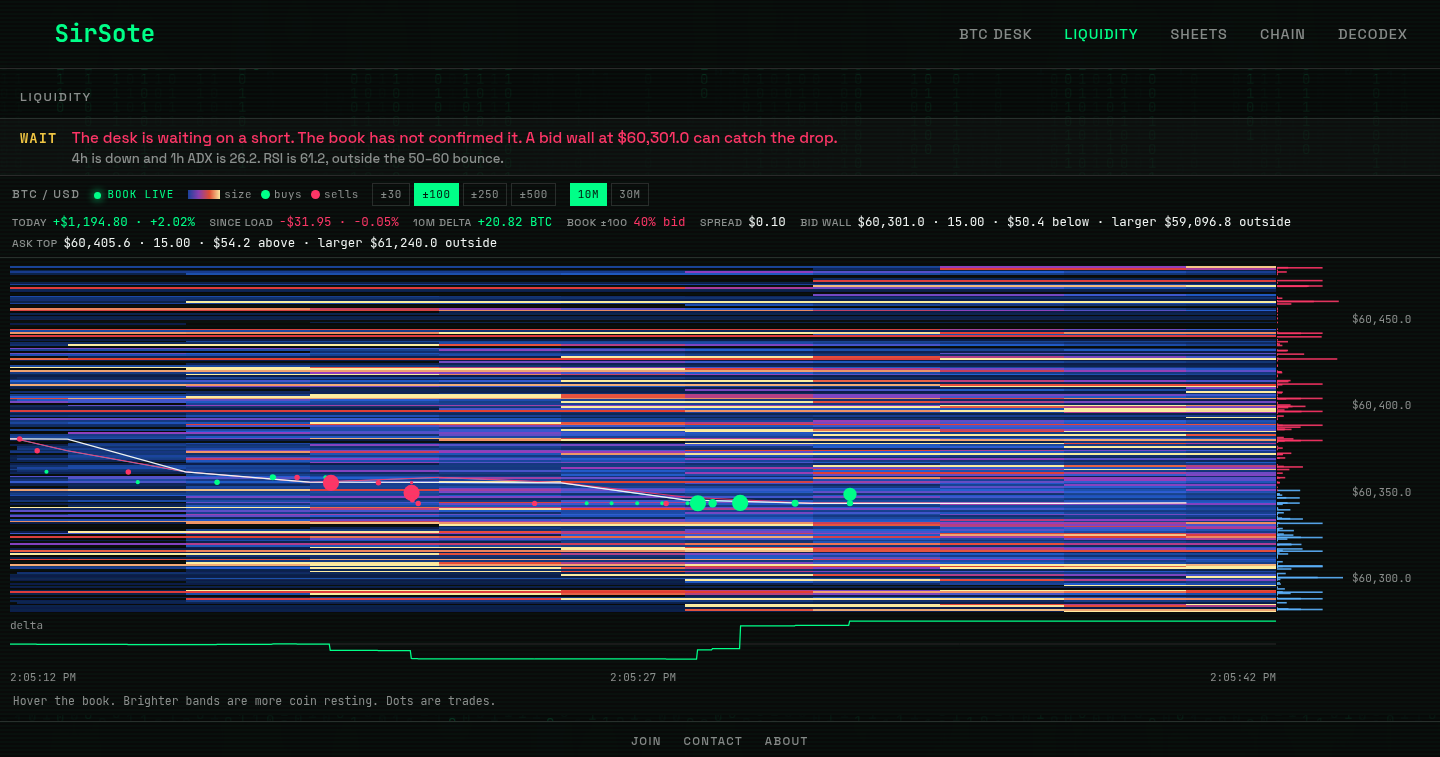 SirSote
BTC DESK LIQUIDITY SHEETS CHAIN DECODEX
LIQUIDITY
WAIT The desk is waiting on a short. The book has not confirmed it. A bid wall at $60,301.0 can catch the drop.
4h is down and 1h ADX is 26.2. RSI is 61.2, outside the 50–60 bounce.
BTC / USD BOOK LIVE size buys sells ±30 ±100 ±250 ±500 10M 30M
TODAY +$1,194.80 · +2.02% SINCE LOAD -$31.95 · -0.05% 10M DELTA +20.82 BTC BOOK ±100 40% bid SPREAD $0.10 BID WALL $60,301.0 · 15.00 · $50.4 below · larger $59,096.8 outside
ASK TOP $60,405.6 · 15.00 · $54.2 above · larger $61,240.0 outside
$60,450.0
$60,400.0
$60,350.0
$60,300.0
delta
2:05:12 PM 2:05:27 PM 2:05:42 PM
Hover the book. Brighter bands are more coin resting. Dots are trades.
JOIN CONTACT ABOUT